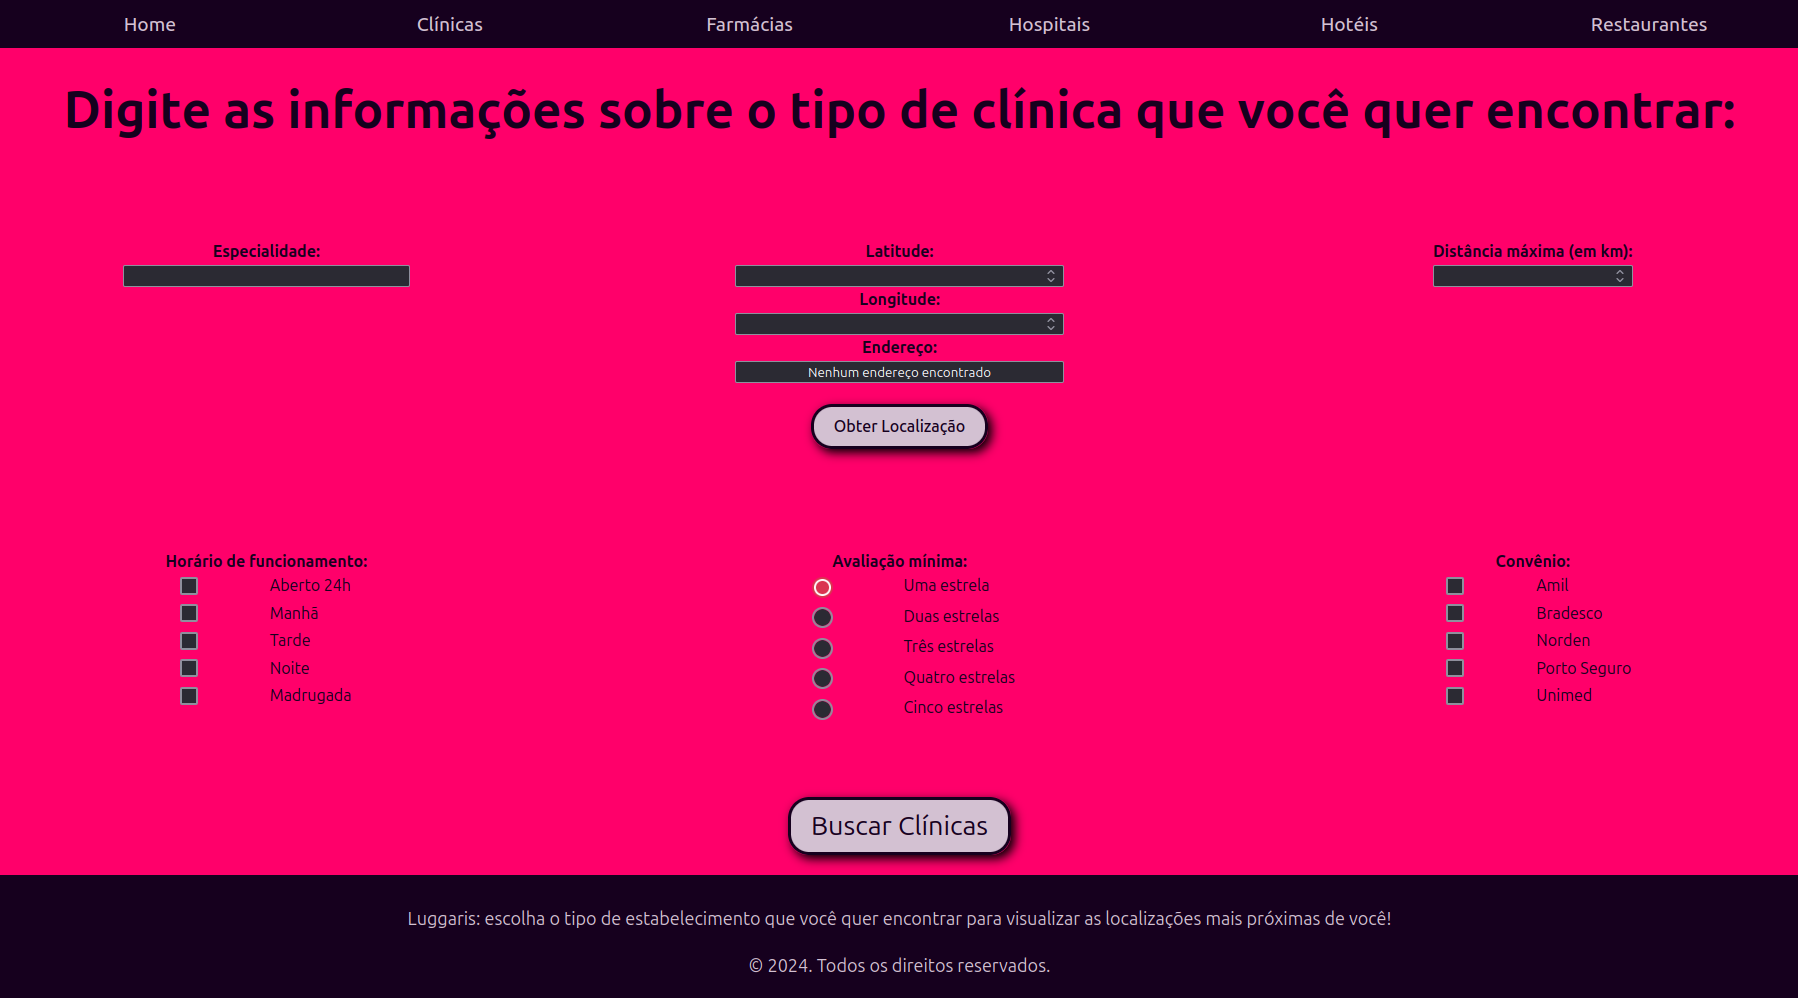 Home Clínicas Farmácias Hospitais Hotéis Restaurantes
Digite as informações sobre o tipo de clínica que você quer encontrar:
Especialidade:
Latitude:
Longitude:
Endereço:
Nenhum endereço encontrado
Obter Localização
Distância máxima (em km):
Horário de funcionamento:
Aberto 24h
Manhã
Tarde
Noite
Madrugada
Avaliação mínima:
Uma estrela
Duas estrelas
Três estrelas
Quatro estrelas
Cinco estrelas
Convênio:
Amil
Bradesco
Norden
Porto Seguro
Unimed
Buscar Clínicas
Luggaris: escolha o tipo de estabelecimento que você quer encontrar para visualizar as localizações mais próximas de você!
© 2024. Todos os direitos reservados.